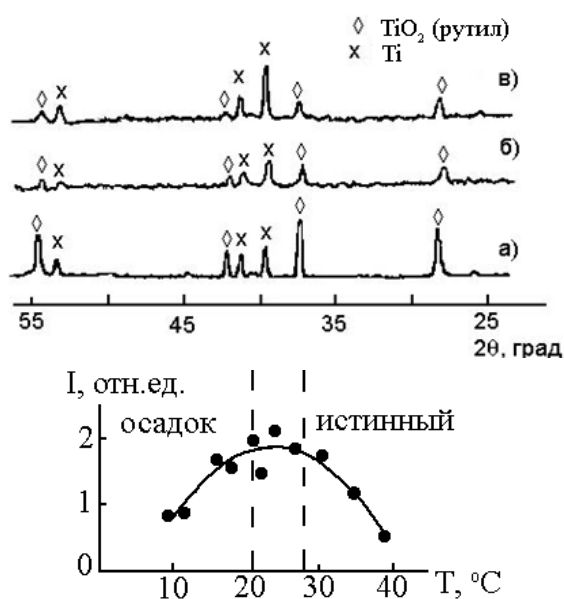 ◊ TiO₂ (рутил)
x Ti
в)
б)
а)
55 45 35 25
2θ, град
I, отн.ед.
осадок истинный
2
1
0
10 20 30 40 T, °C